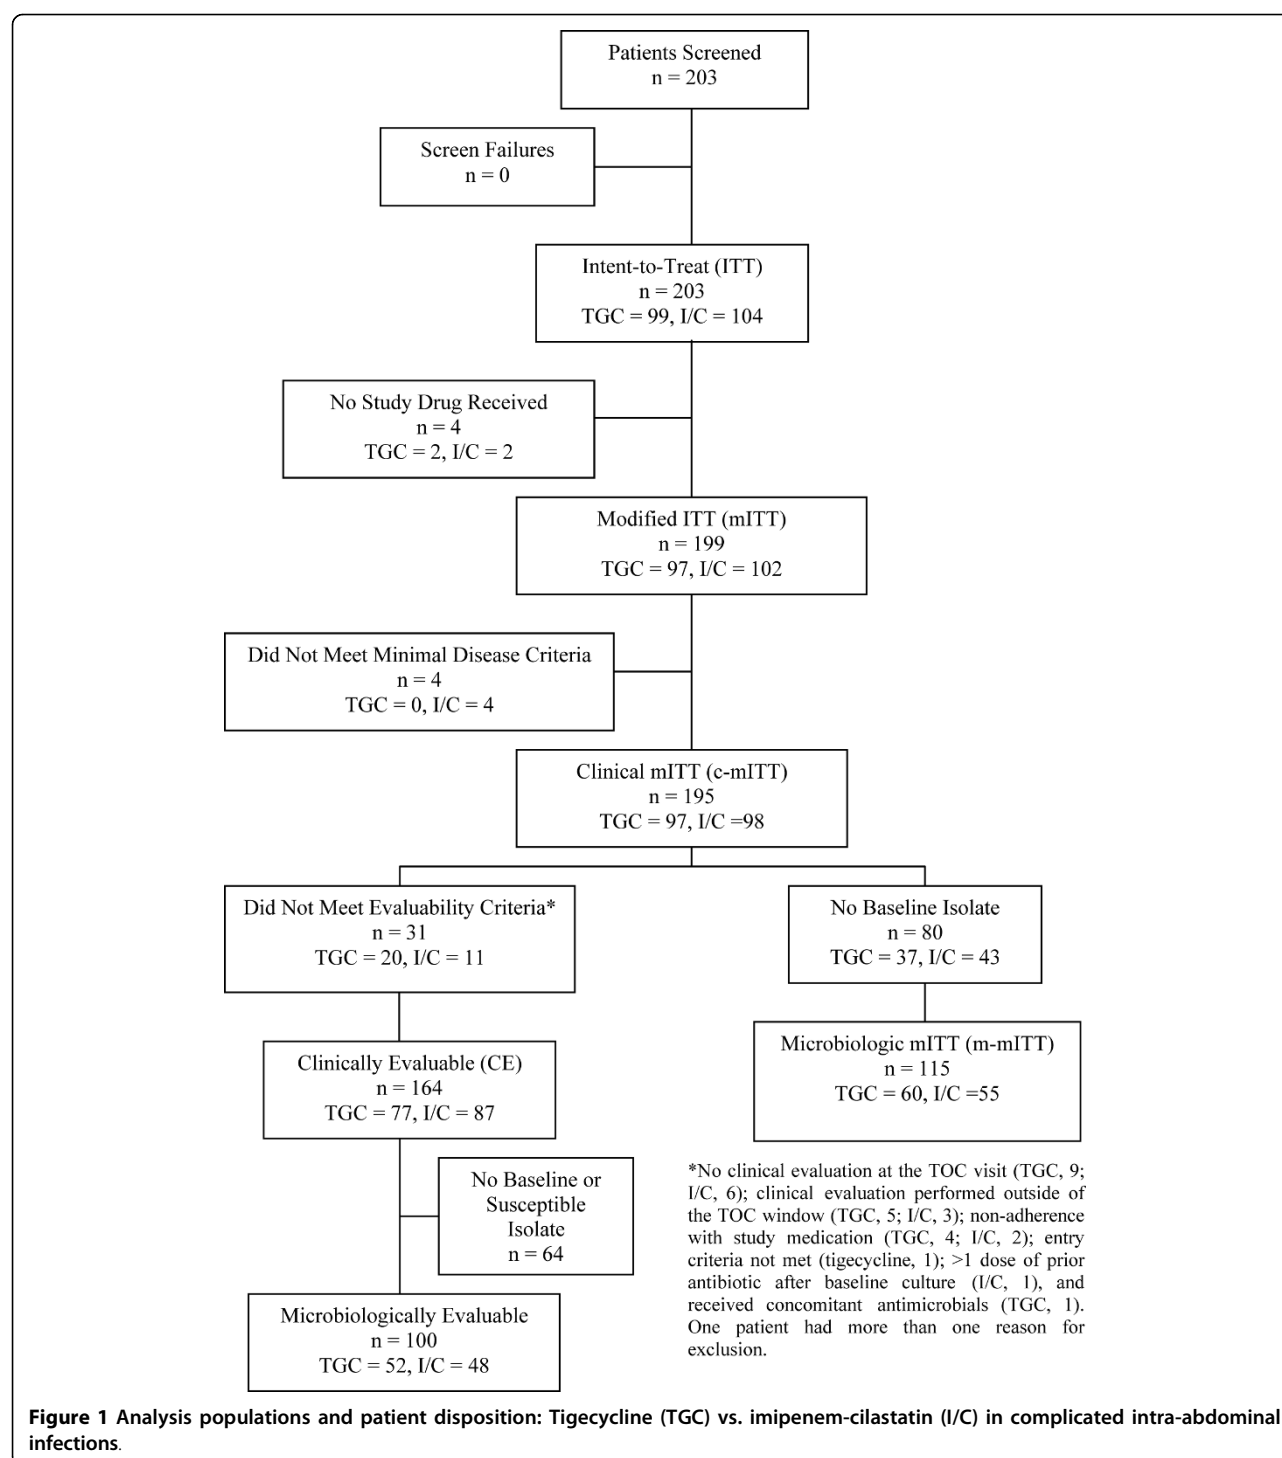 Patients Screened
n = 203
Screen Failures
n = 0
Intent-to-Treat (ITT)
n = 203
TGC = 99, I/C = 104
No Study Drug Received
n = 4
TGC = 2, I/C = 2
Modified ITT (mITT)
n = 199
TGC = 97, I/C = 102
Did Not Meet Minimal Disease Criteria
n = 4
TGC = 0, I/C = 4
Clinical mITT (c-mITT)
n = 195
TGC = 97, I/C =98
Did Not Meet Evaluability Criteria*
n = 31
TGC = 20, I/C = 11
No Baseline Isolate
n = 80
TGC = 37, I/C = 43
Clinically Evaluable (CE)
n = 164
TGC = 77, I/C = 87
Microbiologic mITT (m-mITT)
n = 115
TGC = 60, I/C =55
No Baseline or
Susceptible
Isolate
n = 64
Microbiologically Evaluable
n = 100
TGC = 52, I/C = 48
*No clinical evaluation at the TOC visit (TGC, 9;
I/C, 6); clinical evaluation performed outside of
the TOC window (TGC, 5; I/C, 3); non-adherence
with study medication (TGC, 4; I/C, 2); entry
criteria not met (tigecycline, 1); >1 dose of prior
antibiotic after baseline culture (I/C, 1), and
received concomitant antimicrobials (TGC, 1).
One patient had more than one reason for
exclusion.
Figure 1 Analysis populations and patient disposition: Tigecycline (TGC) vs. imipenem-cilastatin (I/C) in complicated intra-abdominal
infections.